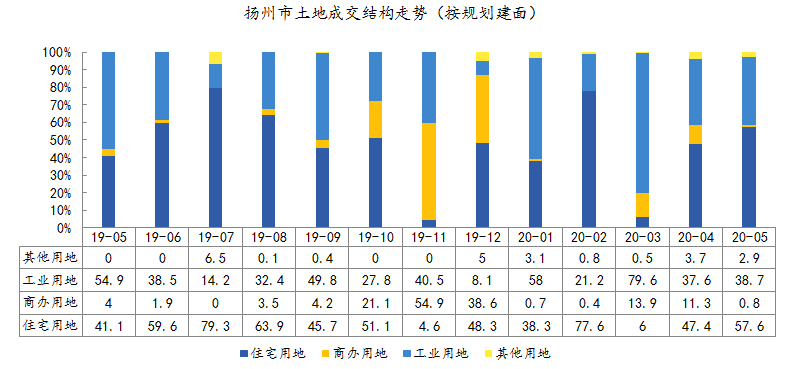 扬州市土地成交结构走势（按规划建面）
100%
90%
80%
70%
60%
50%
40%
30%
20%
10%
0%
19-05 19-06 19-07 19-08 19-09 19-10 19-11 19-12 20-01 20-02 20-03 20-04 20-05
其他用地 0 0 6.5 0.1 0.4 0 0 5 3.1 0.8 0.5 3.7 2.9
工业用地 54.9 38.5 14.2 32.4 49.8 27.8 40.5 8.1 58 21.2 79.6 37.6 38.7
商办用地 4 1.9 0 3.5 4.2 21.1 54.9 38.6 0.7 0.4 13.9 11.3 0.8
住宅用地 41.1 59.6 79.3 63.9 45.7 51.1 4.6 48.3 38.3 77.6 6 47.4 57.6
住宅用地 商办用地 工业用地 其他用地